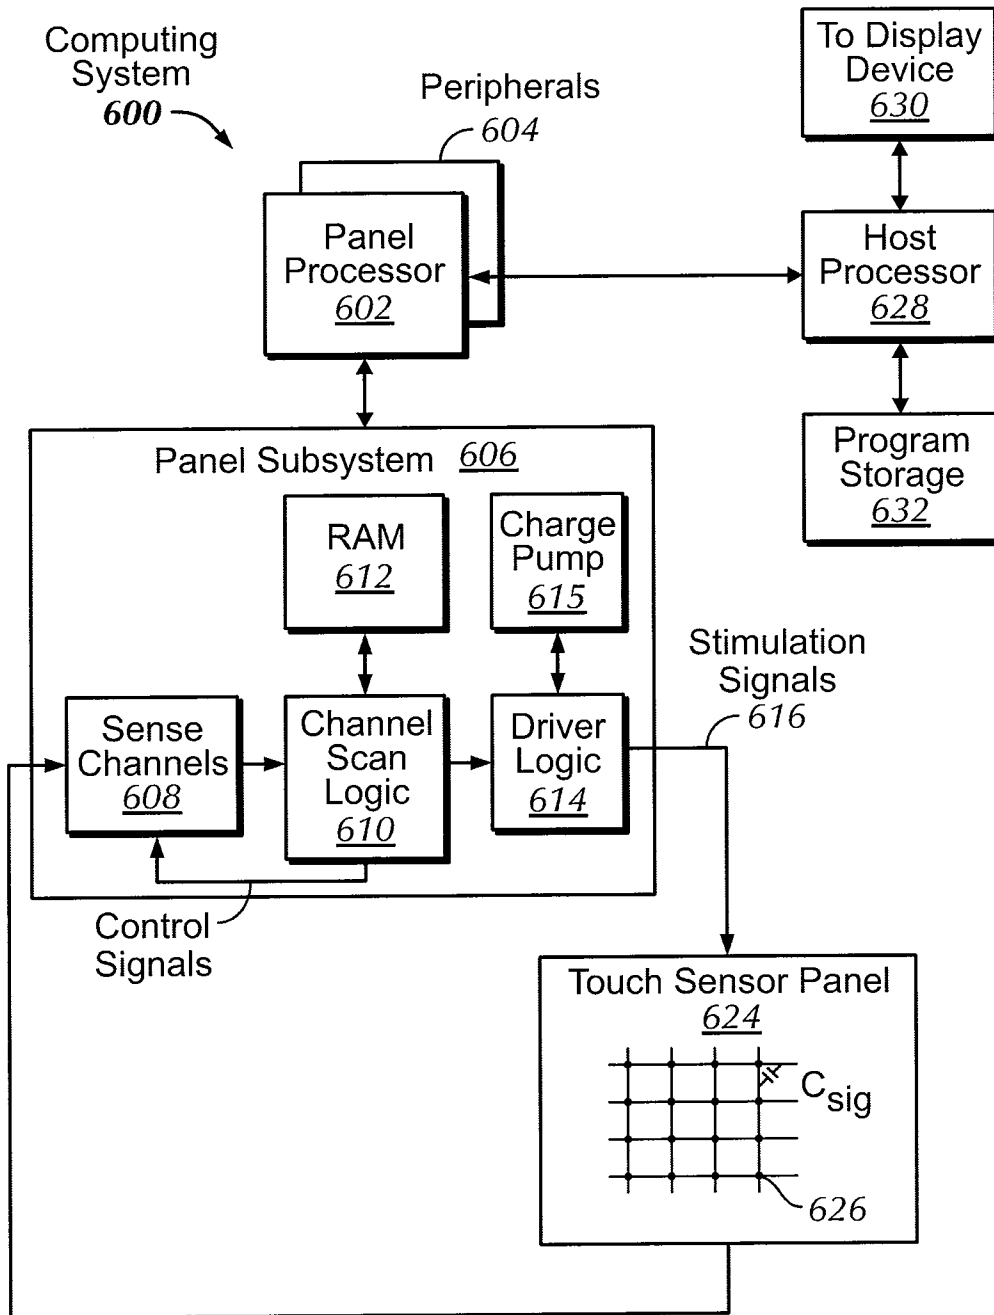 Computing
System
600
Peripherals
604
To Display
Device
630
Panel
Processor
602
Host
Processor
628
Program
Storage
632
Panel Subsystem 606
RAM
612
Charge
Pump
615
Stimulation
Signals
616
Sense
Channels
608
Channel
Scan
Logic
610
Driver
Logic
614
Control
Signals
Touch Sensor Panel
624
Csig
626